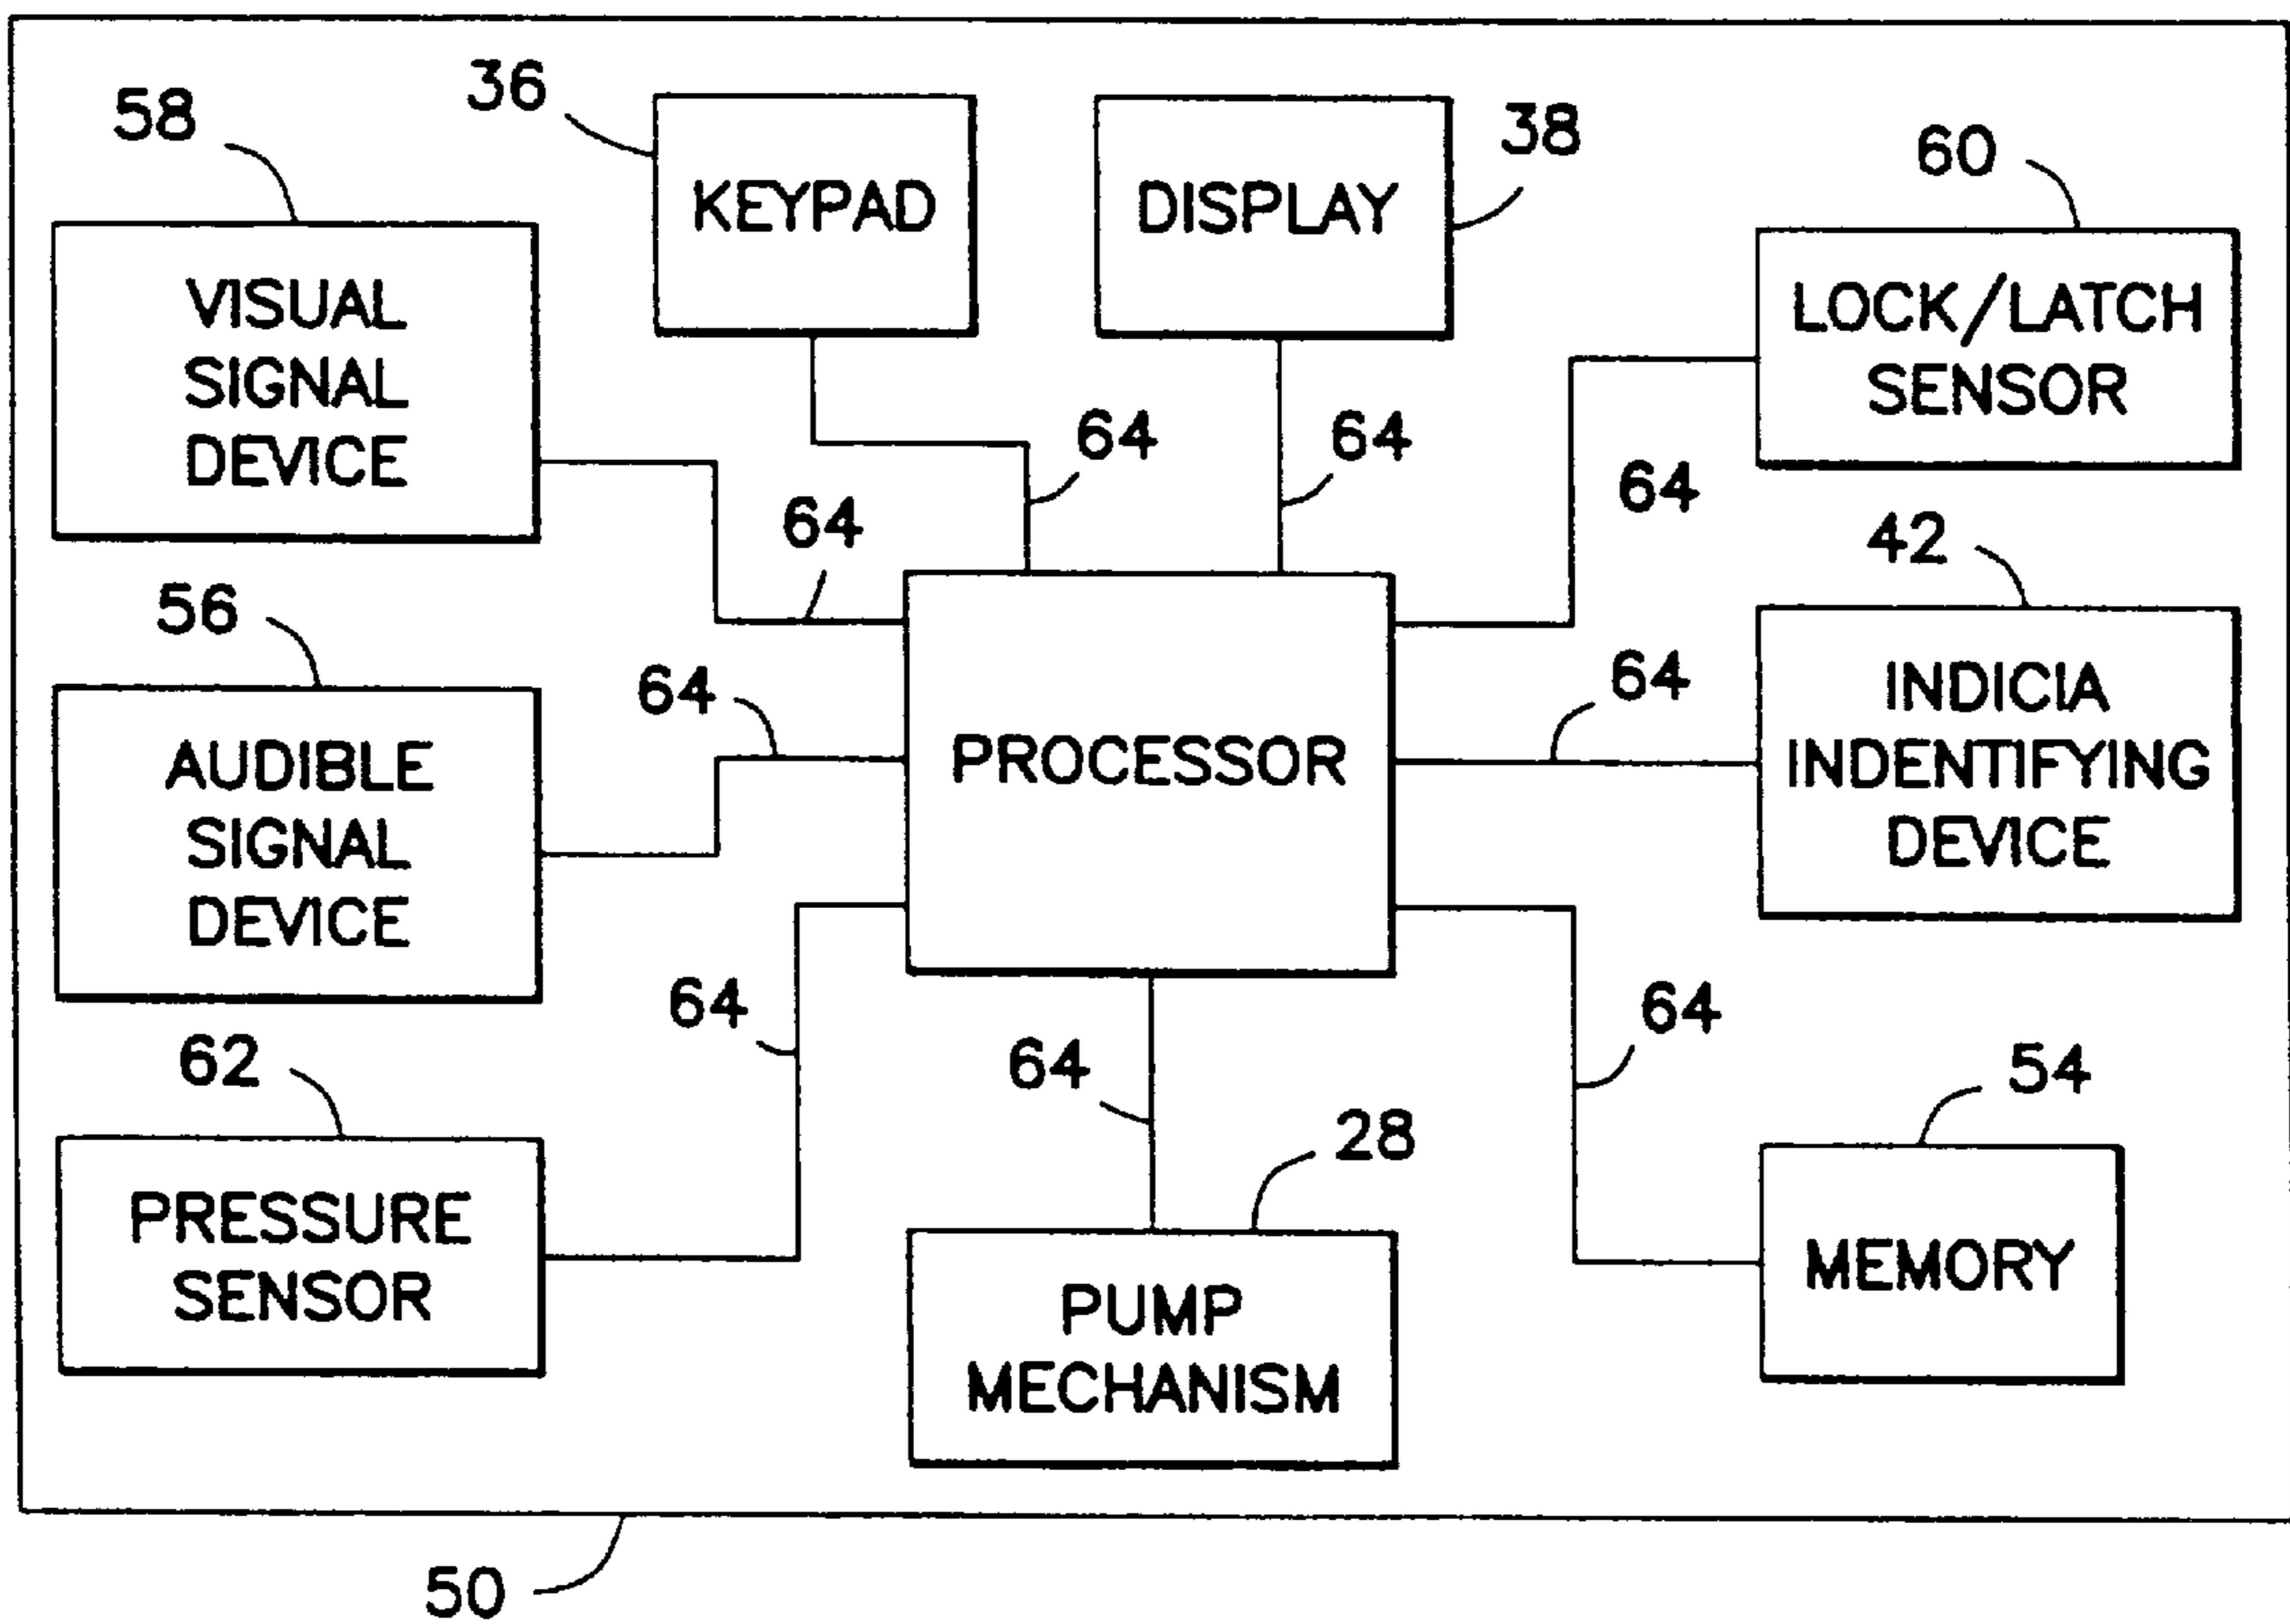 36
58
38
60
KEYPAD
DISPLAY
VISUAL
SIGNAL
DEVICE
LOCK/LATCH
SENSOR
64
64
64
64
42
56
64
64
AUDIBLE
SIGNAL
DEVICE
PROCESSOR
INDICIA
INDENTIFYING
DEVICE
64
64
64
62
54
28
PRESSURE
SENSOR
PUMP
MECHANISM
MEMORY
50